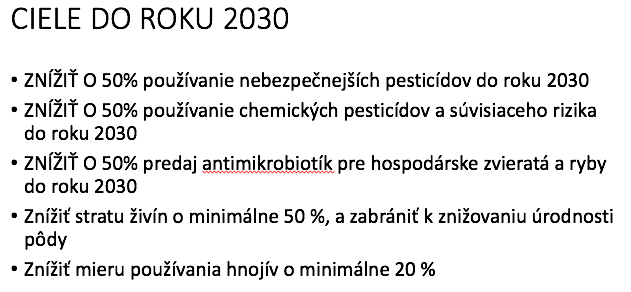 CIELE DO ROKU 2030
• ZNÍŽIŤ O 50% používanie nebezpečnejších pesticídov do roku 2030
• ZNÍŽIŤ O 50% používanie chemických pesticídov a súvisiaceho rizika
do roku 2030
• ZNÍŽIŤ O 50% predaj antimikrobiotík pre hospodárske zvieratá a ryby
do roku 2030
• Znížiť stratu živín o minimálne 50 %, a zabrániť k znižovaniu úrodnosti
pôdy
• Znížiť mieru používania hnojív o minimálne 20 %